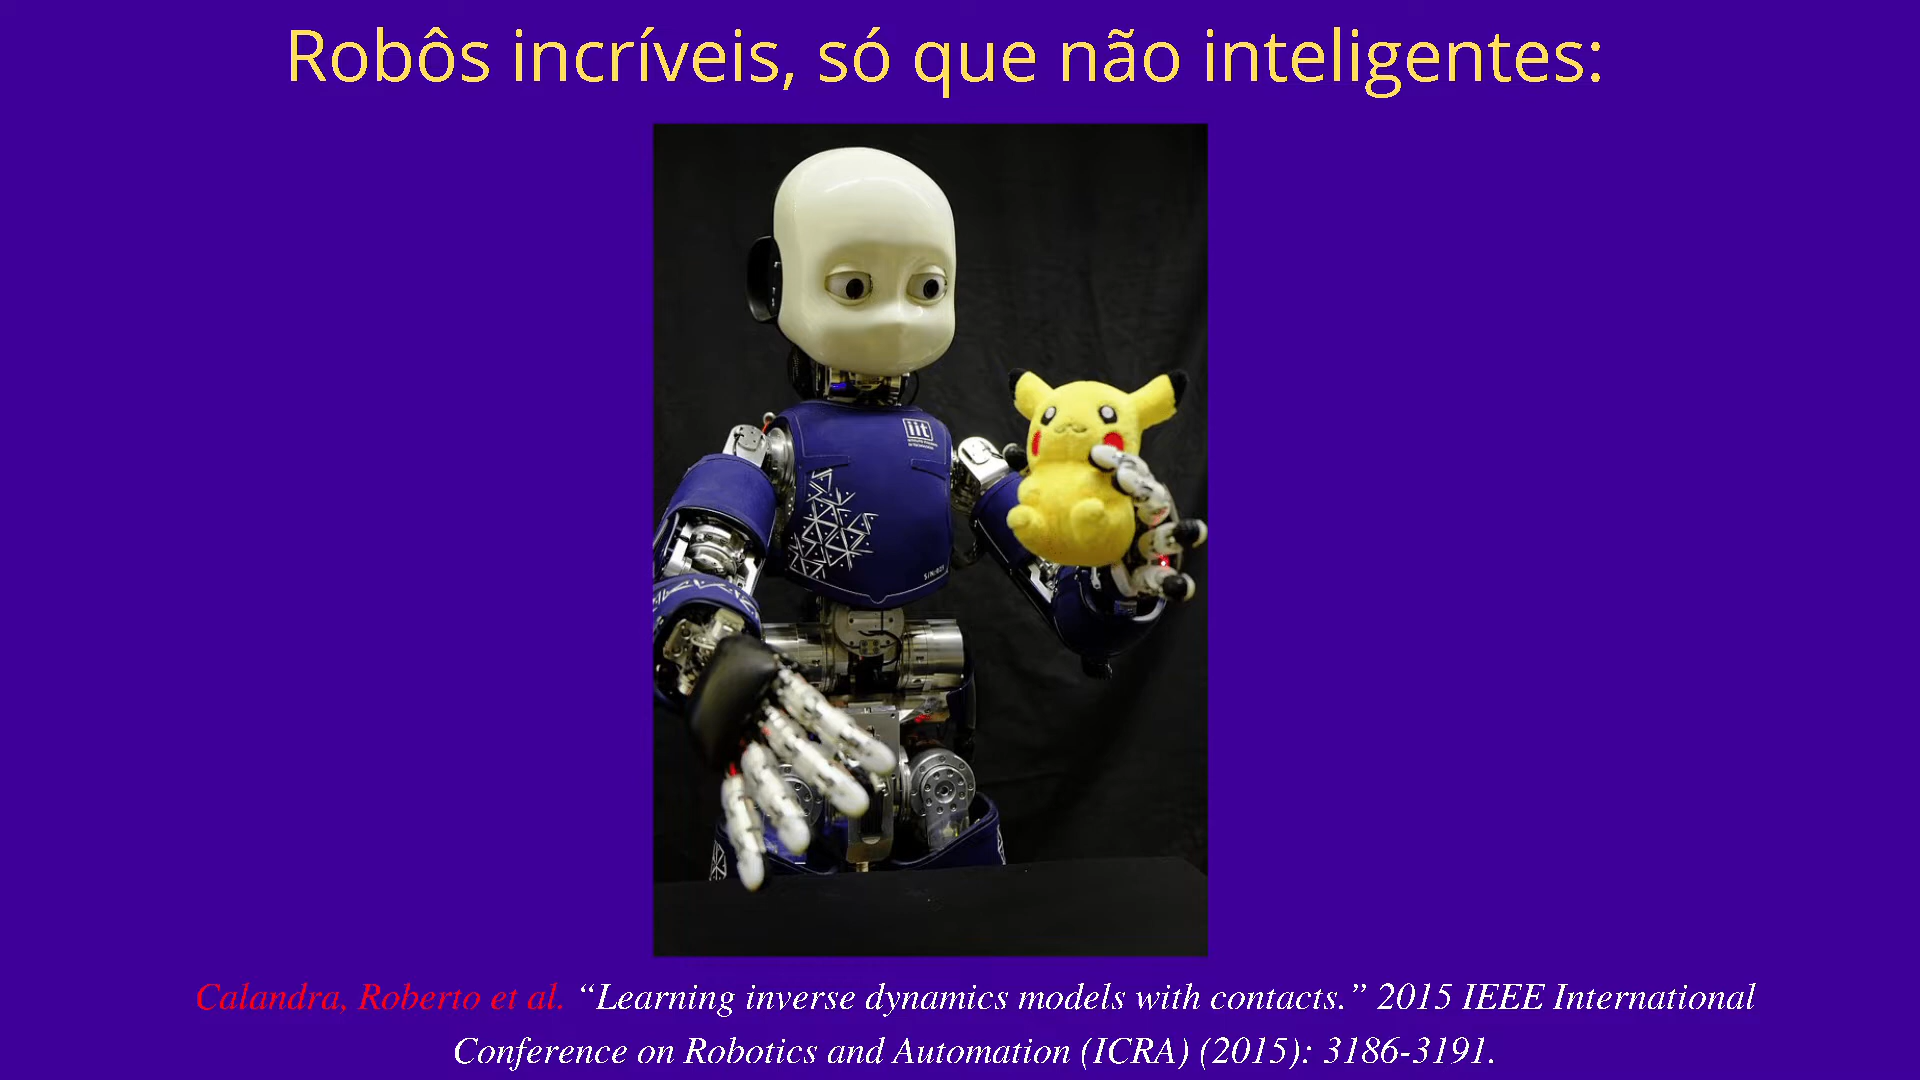 Robôs incríveis, só que não inteligentes:
iit
Calandra, Roberto et al. “Learning inverse dynamics models with contacts.” 2015 IEEE International
Conference on Robotics and Automation (ICRA) (2015): 3186-3191.